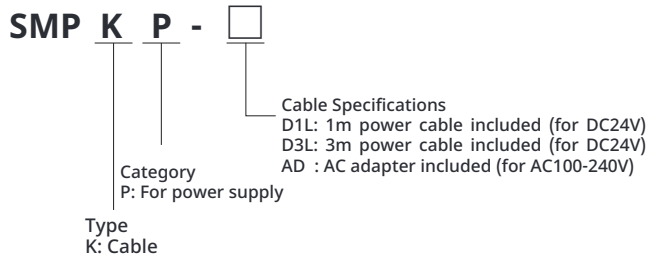 SMP K P - □
Cable Specifications
D1L: 1m power cable included (for DC24V)
D3L: 3m power cable included (for DC24V)
AD : AC adapter included (for AC100-240V)
Category
P: For power supply
Type
K: Cable